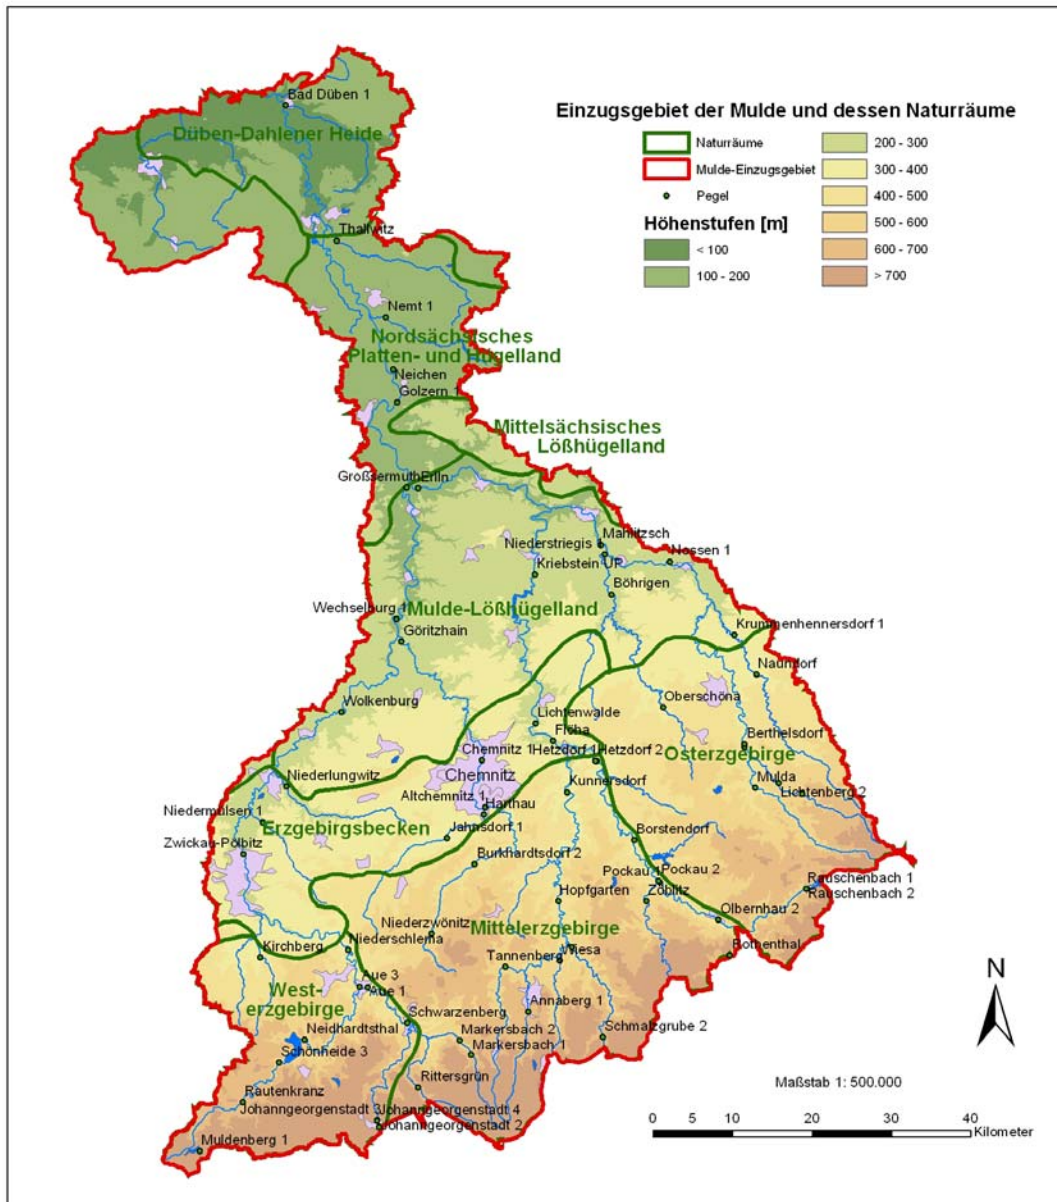 Einzugsgebiet der Mulde und dessen Naturräume
Naturräume
Mulde-Einzugsgebiet
Pegel
Höhenstufen [m]
< 100
100 - 200
200 - 300
300 - 400
400 - 500
500 - 600
600 - 700
> 700
Bad Düben 1
Düben-Dahlener Heide
Thallwitz
Nemt 1
Nordsächsisches
Platten- und Hügelland
Neichen
Golzern 1
Mittelsächsisches
Lößhügelland
Großsermuth
Erlln
Mahlitzsch
Niederstriegis 1
Nossen 1
Kriebstein UP
Böhrigen
Wechselburg 1
Mulde-Lößhügelland
Göritzhain
Krummenhennersdorf 1
Naundorf
Oberschöna
Wolkenburg
Lichtenwalde
Flöha
Berthelsdorf
Chemnitz 1
Hetzdorf 1
Hetzdorf 2
Osterzgebirge
Chemnitz
Niederlungwitz
Kunnersdorf
Mulda
Lichtenberg 2
Altchemnitz 1
Harthau
Niedermülsen 1
Erzgebirgsbecken
Jahnsdorf 1
Borstendorf
Zwickau-Pölbitz
Burkhardtsdorf 2
Pockau 1
Pockau 2
Rauschenbach 1
Rauschenbach 2
Hopfgarten
Zöblitz
Olbernhau 2
Niederzwönitz
Mittelerzgebirge
Niederschlema
Kirchberg
Wiesa
Rothenthal
Tannenberg
Aue 3
Aue 1
West-
erzgebirge
Annaberg 1
Schwarzenberg
Neidhardtsthal
Markersbach 2
Markersbach 1
Schmalzgrube 2
Schönheide 3
Rittersgrün
Rautenkranz
Johanngeorgenstadt 3
Johanngeorgenstadt 4
Johanngeorgenstadt 2
Muldenberg 1
N
Maßstab 1: 500.000
0 5 10 20 30 40
Kilometer